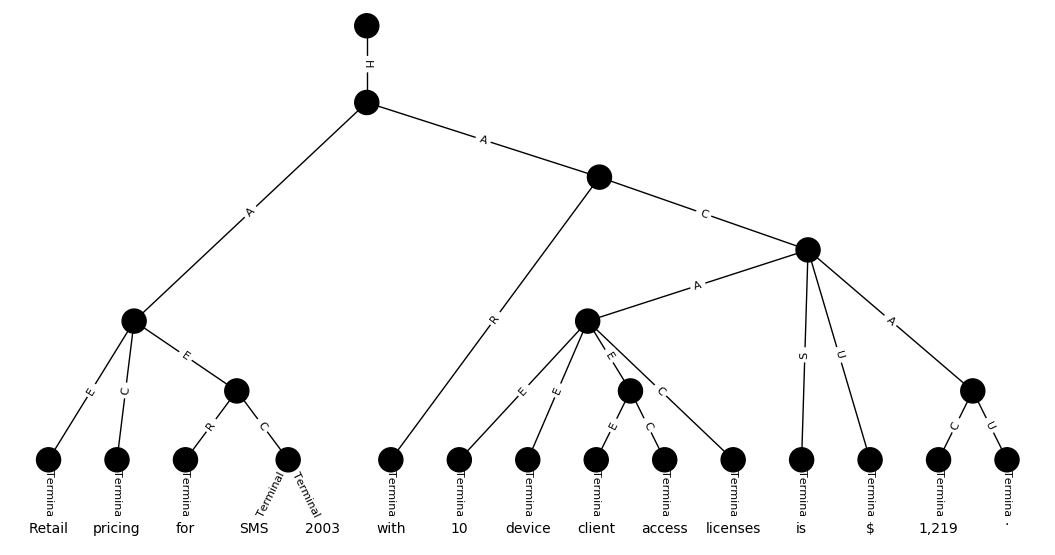 H
A
A
C
A
R
E
E
C
E
E
E
C
S
U
A
R
C
E
C
C
U
Termina Termina Termina Terminal Terminal Termina Termina Termina Termina Termina Termina Termina Termina Termina Termina
Retail pricing for SMS 2003 with 10 device client access licenses is $ 1,219 .